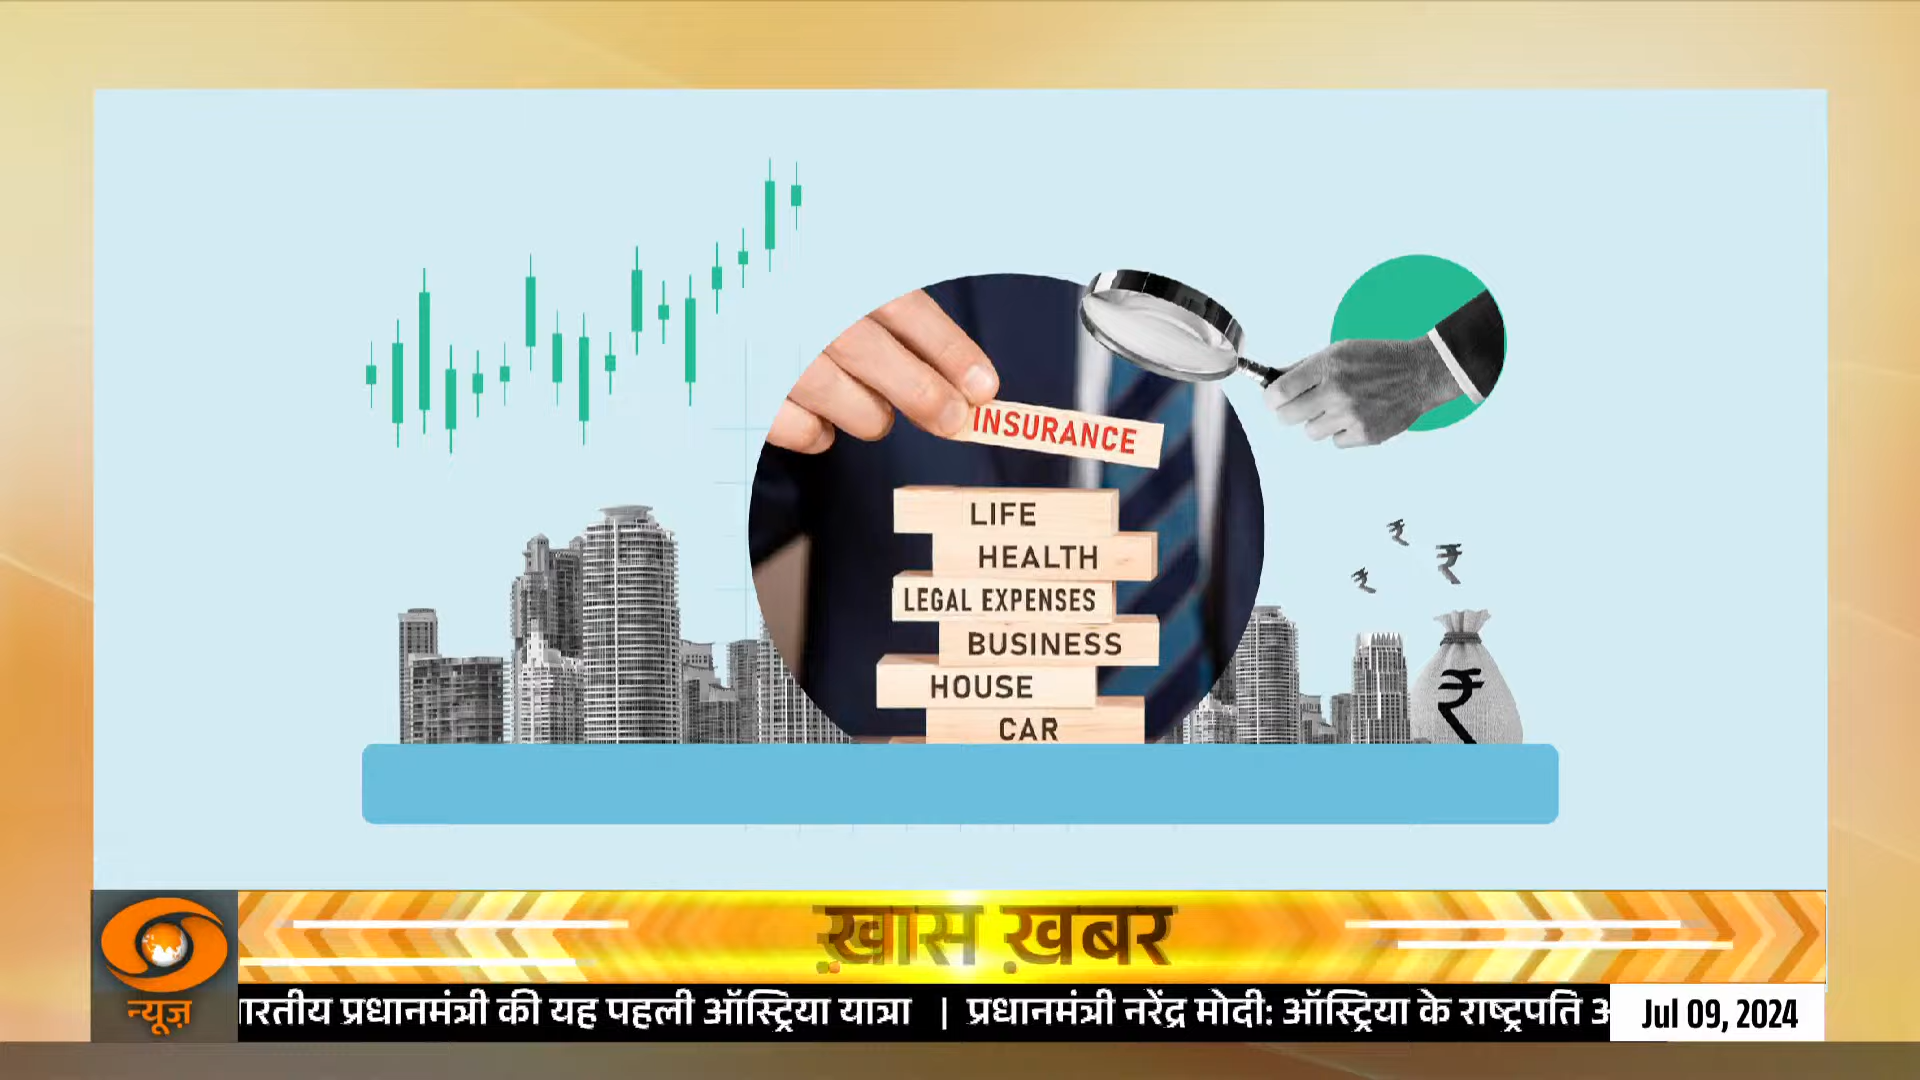 INSURANCE
LIFE
HEALTH
LEGAL EXPENSES
BUSINESS
HOUSE
CAR
₹ ₹ ₹
₹
ख़ास ख़बर
न्यूज़
प्रधानमंत्री की यह पहली ऑस्ट्रिया यात्रा | प्रधानमंत्री नरेंद्र मोदी: ऑस्ट्रिया के राष्ट्रपति
Jul 09, 2024